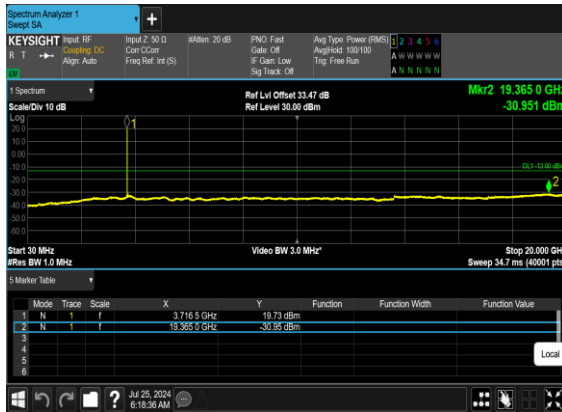 Spectrum Analyzer 1
Swept SA
+
KEYSIGHT
R T
Input: RF
Coupling: DC
Align: Auto
Input Z: 50 Ω
Corr CCorr
Freq Ref: Int (S)
#Atten: 20 dB
PNO: Fast
Gate: Off
IF Gain: Low
Sig Track: Off
Avg Type: Power (RMS)
Avg|Hold: 100/100
Trig: Free Run
1 2 3 4 5 6
A W W W W W
A N N N N N
1 Spectrum
Scale/Div 10 dB
Ref Lvl Offset 33.47 dB
Ref Level 30.00 dBm
Mkr2 19.365 0 GHz
-30.951 dBm
Log
20.0
10.0
0.00
-10.0
-20.0
-30.0
-40.0
-50.0
-60.0
1
DL1 -13.00 dBm
2
Start 30 MHz
#Res BW 1.0 MHz
Video BW 3.0 MHz*
Stop 20.000 GHz
Sweep 34.7 ms (40001 pts)
5 Marker Table
Mode Trace Scale X Y Function Function Width Function Value
1 N 1 f 3.716 5 GHz 19.73 dBm
2 N 1 f 19.365 0 GHz -30.95 dBm
3
4
5
6
Local
?
Jul 25, 2024
6:18:36 AM